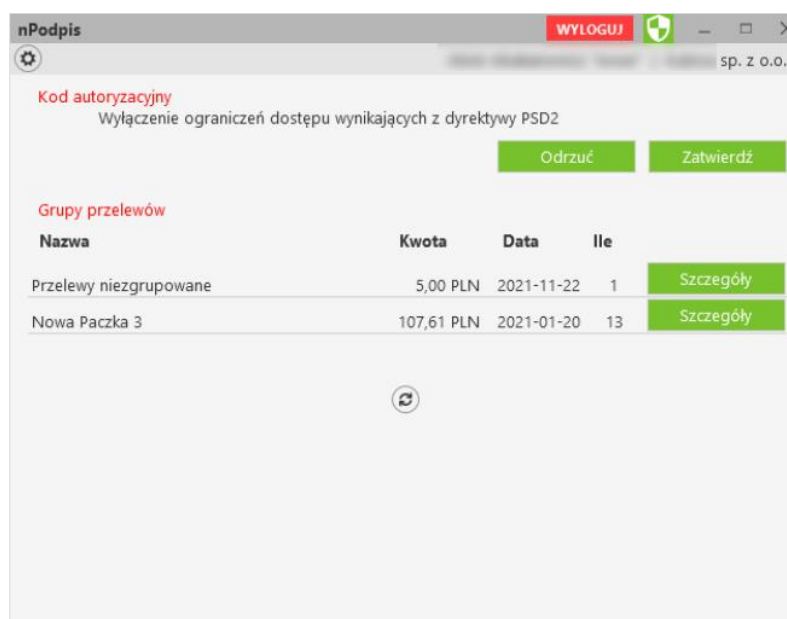 nPodpis WYLOGUJ
sp. z o.o.
Kod autoryzacyjny
Wyłączenie ograniczeń dostępu wynikających z dyrektywy PSD2
Odrzuć Zatwierdź
Grupy przelewów
Nazwa Kwota Data Ile
Przelewy niezgrupowane 5,00 PLN 2021-11-22 1 Szczegóły
Nowa Paczka 3 107,61 PLN 2021-01-20 13 Szczegóły